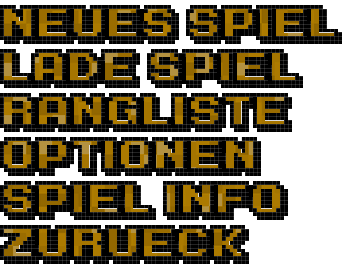 NEUES SPIEL
LADE SPIEL
RANGLISTE
OPTIONEN
SPIEL INFO
ZURUECK